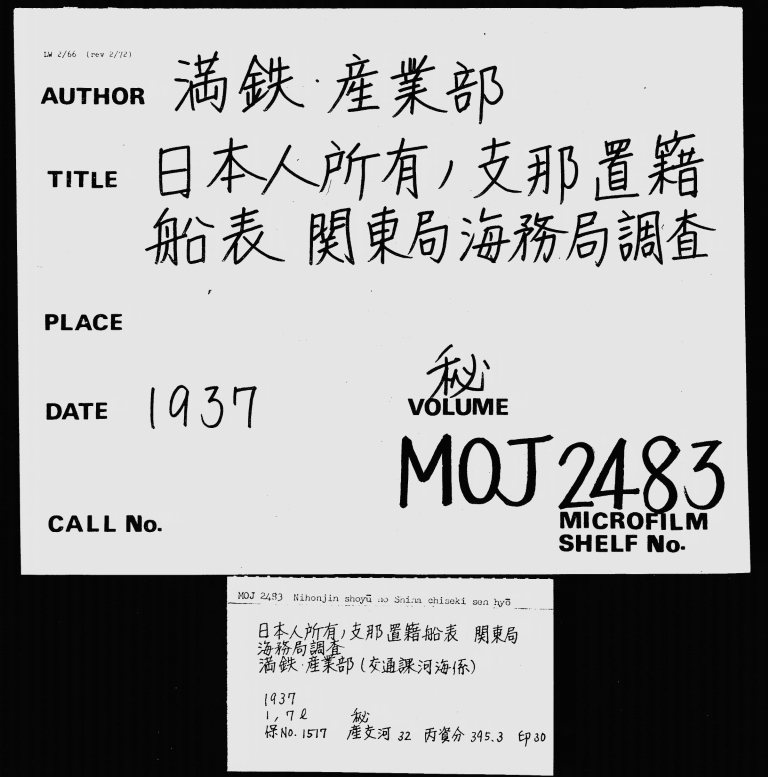 LW 2/66 (rev 2/72)
AUTHOR 満鉄·産業部
TITLE 日本人所有ノ支那置籍
船表 関東局海務局調査
PLACE
DATE 1937
秘
VOLUME
MOJ 2483
CALL No.
MICROFILM
SHELF No.
MOJ 2483 Nihonjin shoyū no Shina chiseki sen hyō
日本人所有ノ支那置籍船表 関東局
海務局調査
満鉄·産業部(交通課河海係)
1937
1,7ℓ 秘
保No.1517 産交河 32 丙資分 395.3 印30